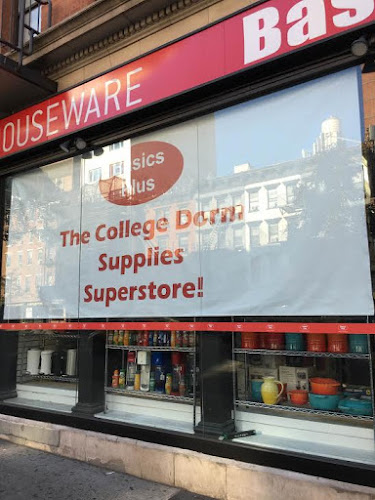 OUSEWARE Bas
sics
lus
The College Dorm
Supplies
Superstore!